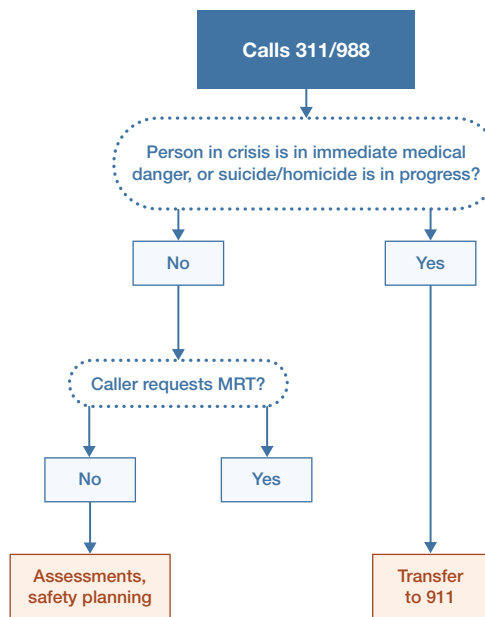 Calls 311/988
Person in crisis is in immediate medical
danger, or suicide/homicide is in progress?
No
Yes
Caller requests MRT?
No
Yes
Assessments,
safety planning
Transfer
to 911